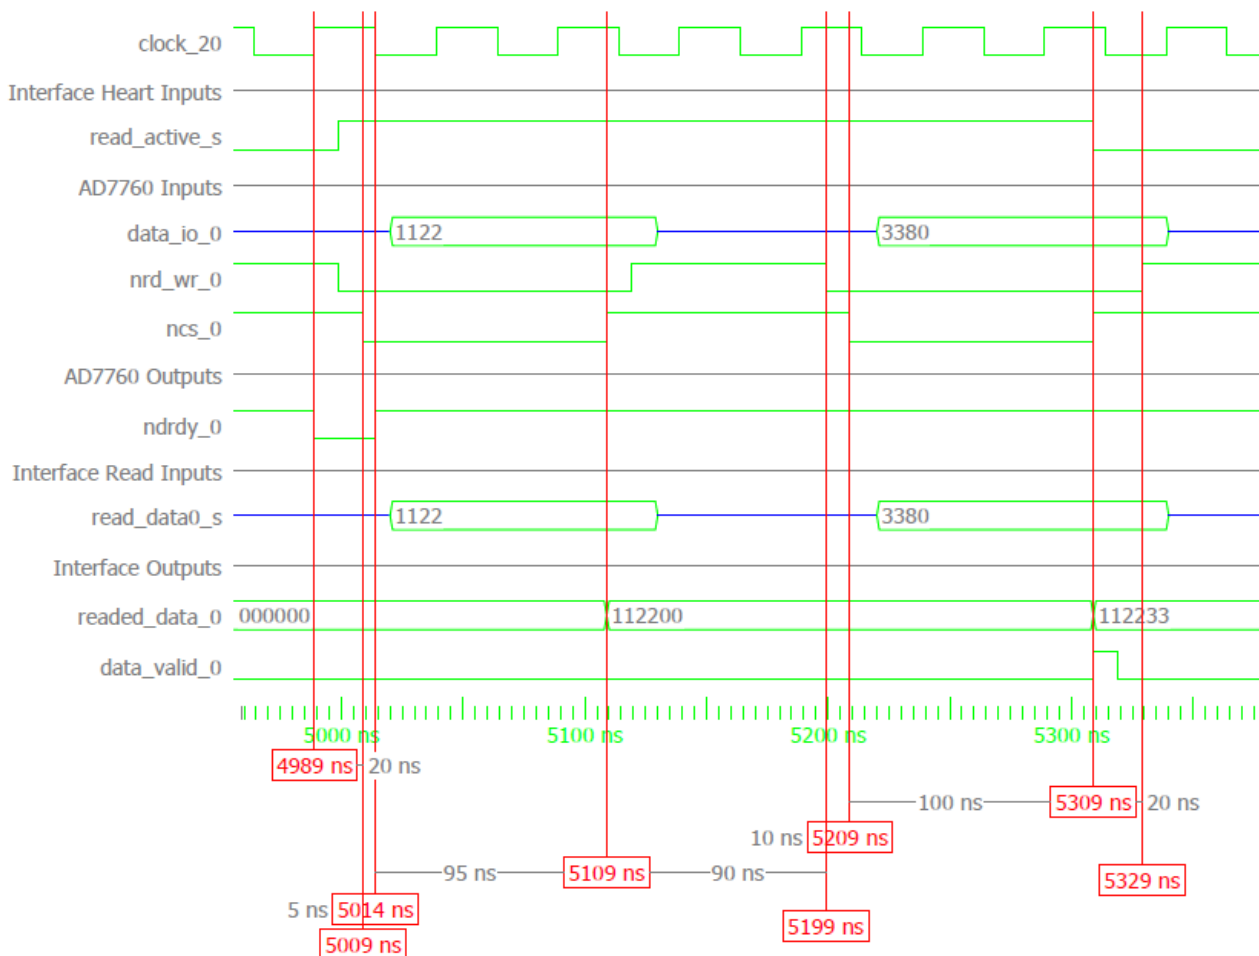 clock_20
Interface Heart Inputs
read_active_s
AD7760 Inputs
data_io_0 1122 3380
nrd_wr_0
ncs_0
AD7760 Outputs
ndrdy_0
Interface Read Inputs
read_data0_s 1122 3380
Interface Outputs
readed_data_0 000000 112200 112233
data_valid_0
5000 ns 5100 ns 5200 ns 5300 ns
4989 ns 20 ns
100 ns 5309 ns 20 ns
10 ns 5209 ns
95 ns 5109 ns 90 ns
5329 ns
5 ns 5014 ns
5199 ns
5009 ns